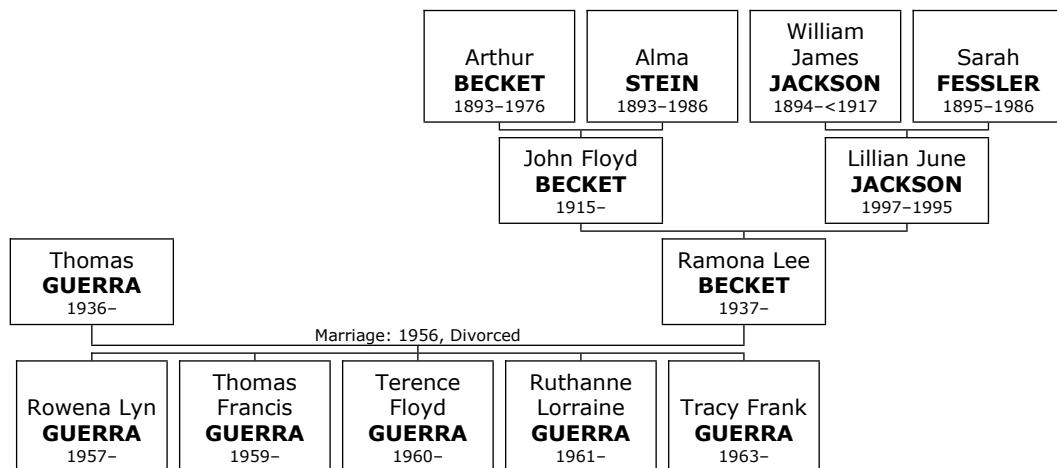 Arthur
BECKET
1893–1976
Alma
STEIN
1893–1986
William
James
JACKSON
1894–<1917
Sarah
FESSLER
1895–1986
John Floyd
BECKET
1915–
Lillian June
JACKSON
1997–1995
Thomas
GUERRA
1936–
Ramona Lee
BECKET
1937–
Marriage: 1956, Divorced
Rowena Lyn
GUERRA
1957–
Thomas
Francis
GUERRA
1959–
Terence
Floyd
GUERRA
1960–
Ruthanne
Lorraine
GUERRA
1961–
Tracy Frank
GUERRA
1963–